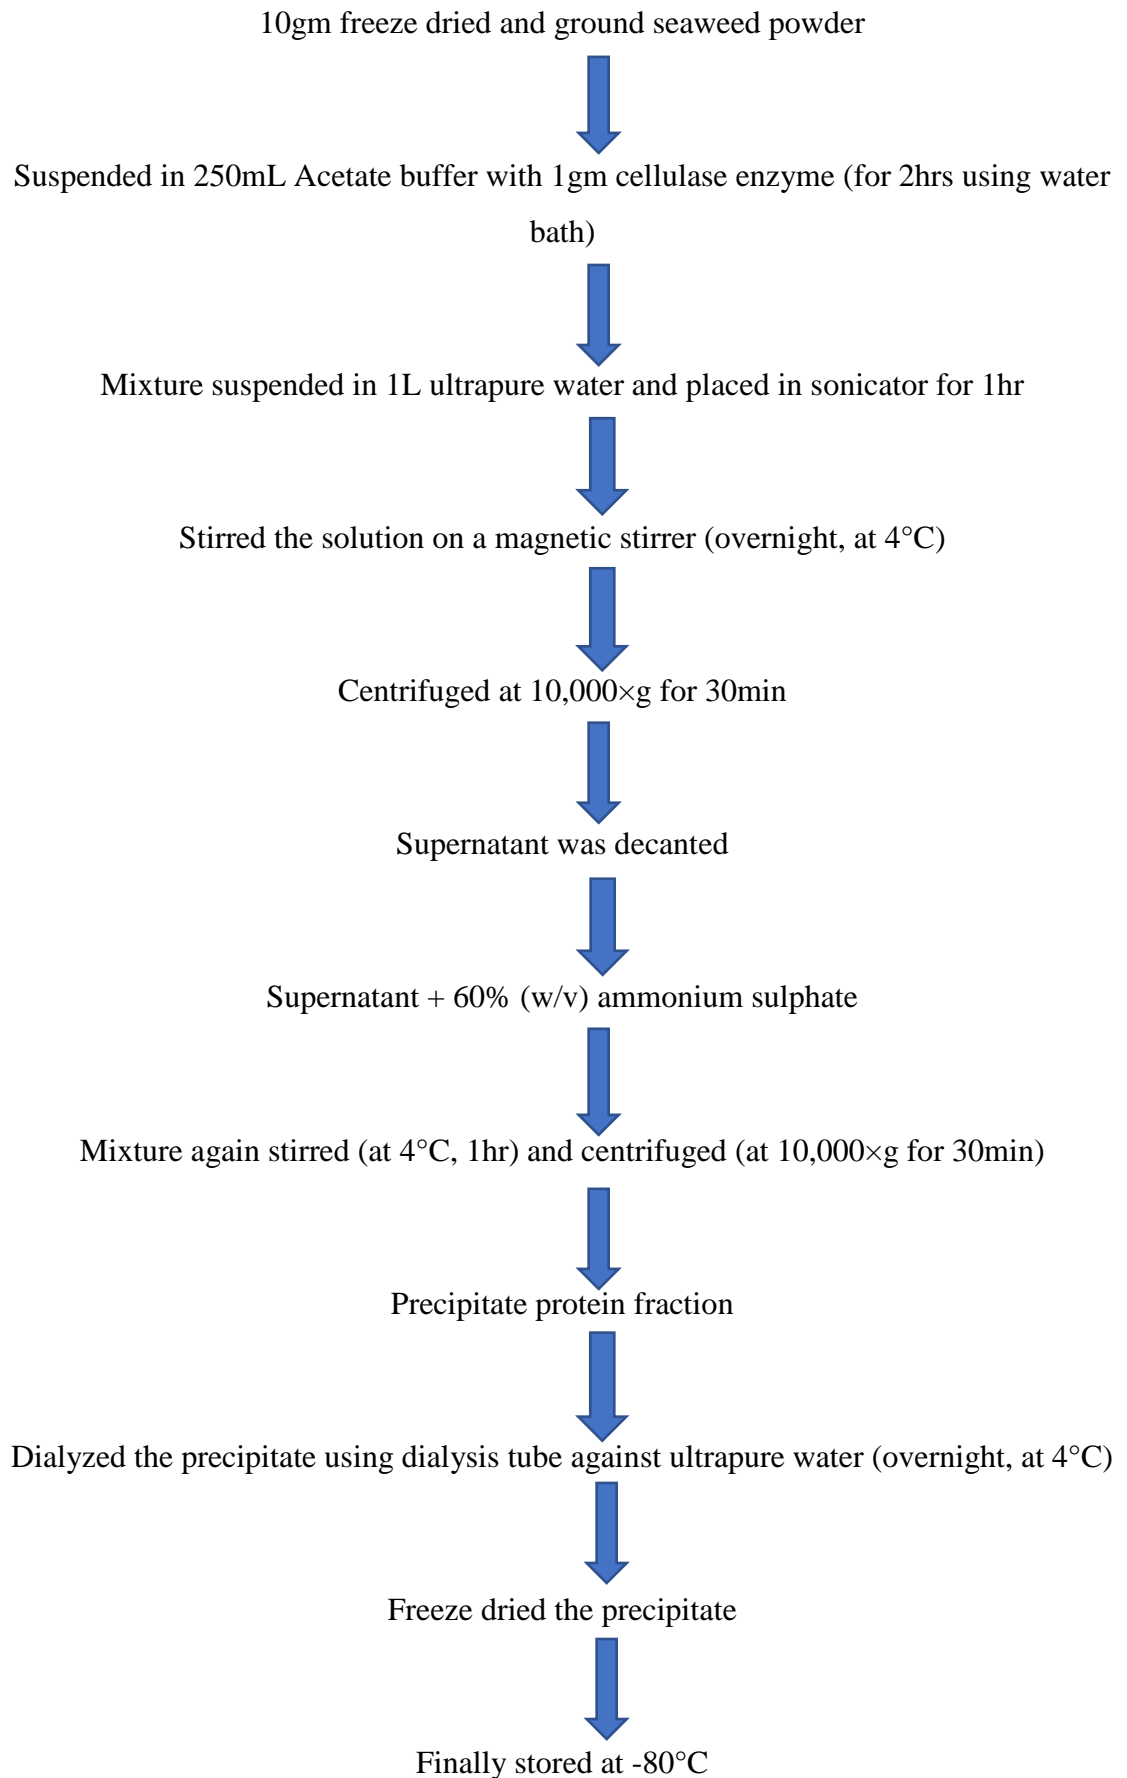 10gm freeze dried and ground seaweed powder
Suspended in 250mL Acetate buffer with 1gm cellulase enzyme (for 2hrs using water
bath)
Mixture suspended in 1L ultrapure water and placed in sonicator for 1hr
Stirred the solution on a magnetic stirrer (overnight, at 4°C)
Centrifuged at 10,000×g for 30min
Supernatant was decanted
Supernatant + 60% (w/v) ammonium sulphate
Mixture again stirred (at 4°C, 1hr) and centrifuged (at 10,000×g for 30min)
Precipitate protein fraction
Dialyzed the precipitate using dialysis tube against ultrapure water (overnight, at 4°C)
Freeze dried the precipitate
Finally stored at -80°C